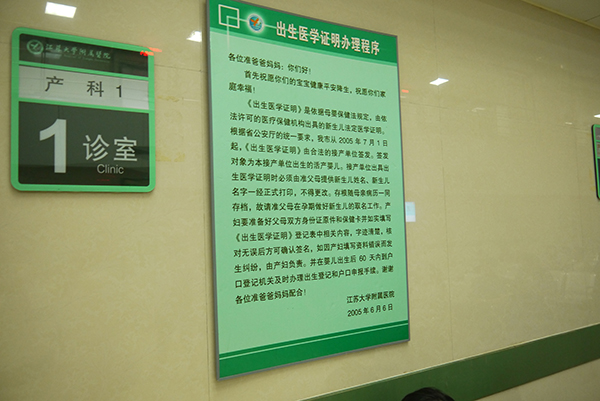 江苏大学附属医院
产 科 1
1 诊室
Clinic
出生医学证明办理程序
各位准爸爸妈妈:你们好!
首先祝愿你们的宝宝健康平安降生,祝愿你们家
庭幸福!
《出生医学证明》是依据母婴保健法规定,由依
法许可的医疗保健机构出具的新生儿法定医学证明。
根据省公安厅的统一要求,我市从 2005 年 7 月 1 日
起,《出生医学证明》由合法的接产单位签发。签发
对象为本接产单位出生的活产婴儿。接产单位出具出
生医学证明时必须由准父母提供新生儿姓名、新生儿
名字一经正式打印,不得更改。存根随母亲病历一同
存档,故请准父母在孕期做好新生儿的取名工作。产
妇要准备好父母双方身份证原件和保健卡并如实填写
《出生医学证明》登记表中相关内容,字迹清楚,核
对无误后方可确认签名,如因产妇填写资料错误而发
生纠纷,由产妇负责。并在婴儿出生后 60 天内到户
口登记机关及时办理出生登记和户口申报手续。谢谢
各位准爸爸妈妈配合!
江苏大学附属医院
2005 年 6 月 6 日